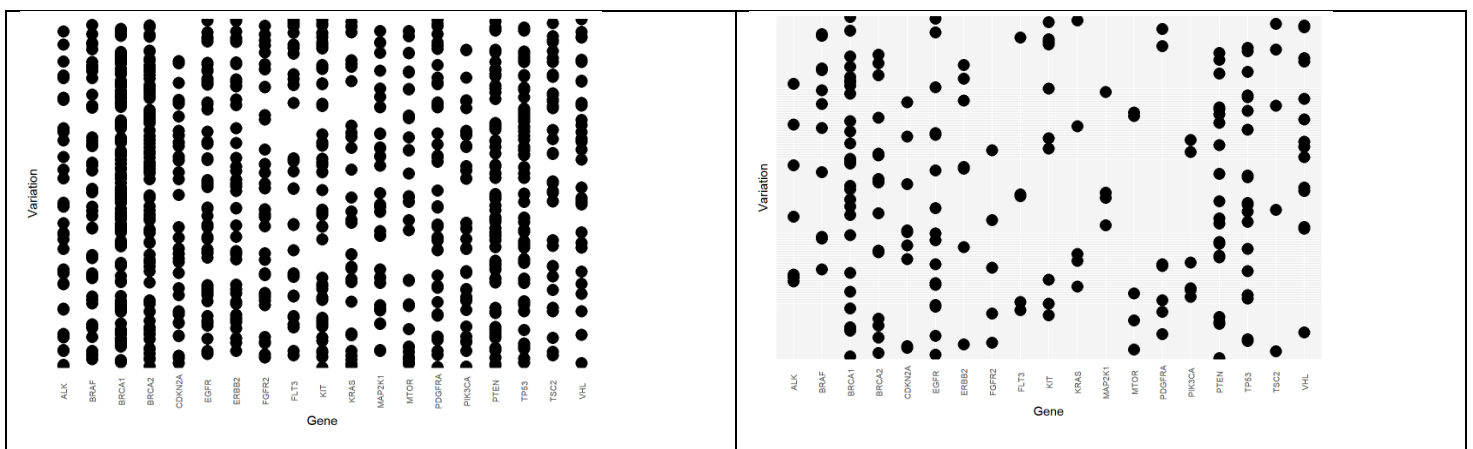 Variation
ALK BRAF BRCA1 BRCA2 CDKN2A EGFR ERBB2 FGFR2 FLT3 KIT KRAS MAP2K1 MTOR PDGFRA PIK3CA PTEN TP53 TSC2 VHL
Gene
Variation
ALK BRAF BRCA1 BRCA2 CDKN2A EGFR ERBB2 FGFR2 FLT3 KIT KRAS MAP2K1 MTOR PDGFRA PIK3CA PTEN TP53 TSC2 VHL
Gene